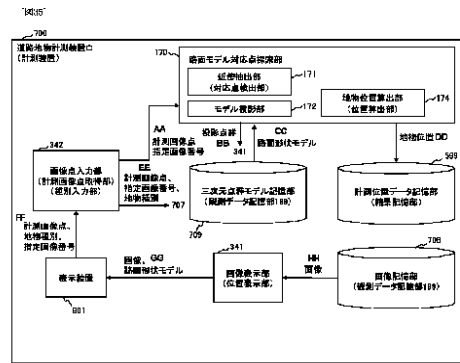 【図35】
700
道路地物計測装置C
(計測装置)
170
路面モデル対応点探索部
近傍抽出部
(対応点検出部)
171
モデル投影部
172
地物位置算出部
(位置算出部)
174
342
画像点入力部
(計測画像点取得部)
(種別入力部)
AA
計測画像点
指定画像番号
投影点群
BB
341
CC
路面形状モデル
地物位置DD
EE
計測画像点、
指定画像番号、
地物種別
707
三次元点群モデル記憶部
(観測データ記憶部199)
709
599
計測位置データ記憶部
(結果記憶部)
FF
計測画像点、
地物種別、
指定画像番号
表示装置
901
画像、GG
路面形状モデル
341
画像表示部
(位置表示部)
HH
画像
708
画像記憶部
(観測データ記憶部199)